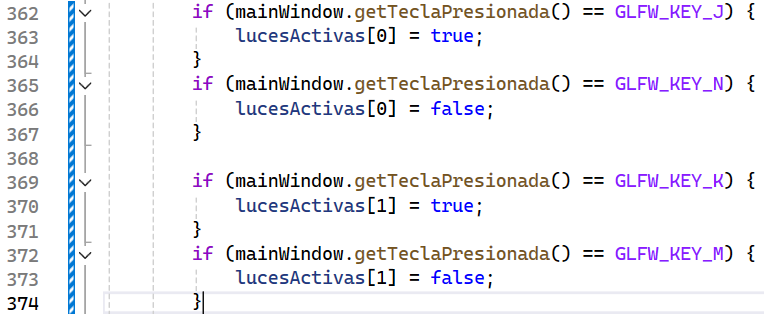 362 if (mainWindow.getTeclaPresionada() == GLFW_KEY_J) {
363 lucesActivas[0] = true;
364 }
365 if (mainWindow.getTeclaPresionada() == GLFW_KEY_N) {
366 lucesActivas[0] = false;
367 }
368
369 if (mainWindow.getTeclaPresionada() == GLFW_KEY_K) {
370 lucesActivas[1] = true;
371 }
372 if (mainWindow.getTeclaPresionada() == GLFW_KEY_M) {
373 lucesActivas[1] = false;
374 }